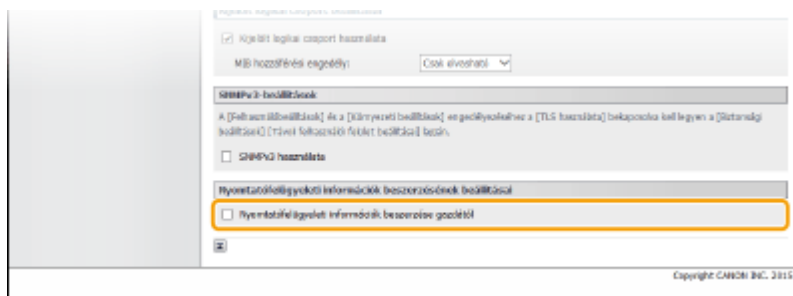 Kijelölt logikai csoport használata
MIB hozzáférési engedély: Csak olvasható
SNMPv3-beállítások
A [Felhasználóbeállítások] és a [Környezeti beállítások] engedélyezéséhez a [TLS használata] bekapcsolva kell legyen a [Biztonsági
beállítások] [Távoli felhasználói felület beállításai] lapján.
SNMPv3 használata
Nyomtatófelügyeleti információk beszerzésének beállításai
Nyomtatófelügyeleti információk beszerzése gazdától
Copyright CANON INC. 2015